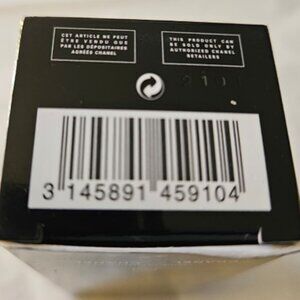 CET ARTICLE NE PEUT
ÊTRE VENDU QUE
PAR LES DÉPOSITAIRES
AGRÉÉS CHANEL
THIS PRODUCT CAN
BE SOLD ONLY BY
AUTHORIZED CHANEL
RETAILERS
3 145891 459104